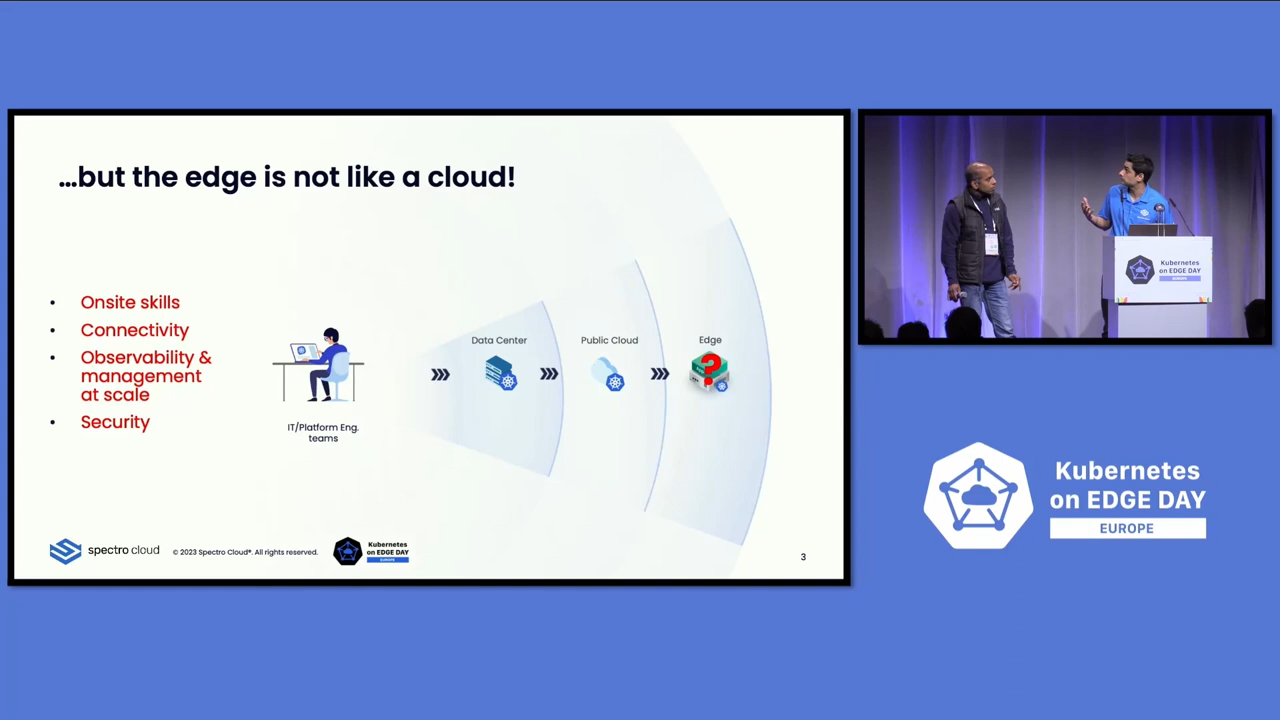 ...but the edge is not like a cloud!
• Onsite skills
• Connectivity
• Observability &
management
at scale
• Security
IT/Platform Eng.
teams
Data Center
Public Cloud
Edge
?
spectro cloud
© 2023 Spectro Cloud®. All rights reserved.
Kubernetes
on EDGE DAY
EUROPE
3
Kubernetes
on EDGE DAY
EUROPE
Kubernetes
on EDGE DAY
EUROPE